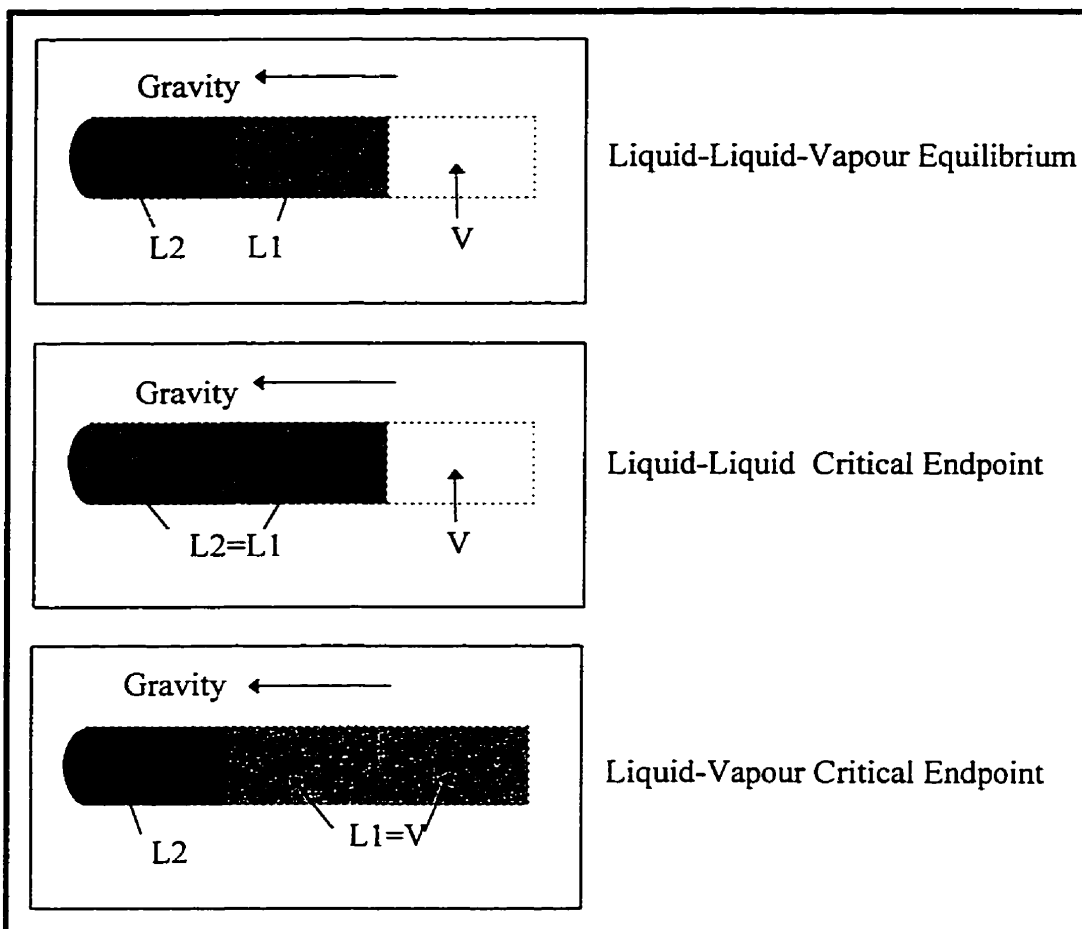 Gravity
Liquid-Liquid-Vapour Equilibrium
L2 L1 V
Gravity
Liquid-Liquid Critical Endpoint
L2=L1 V
Gravity
Liquid-Vapour Critical Endpoint
L1=V
L2